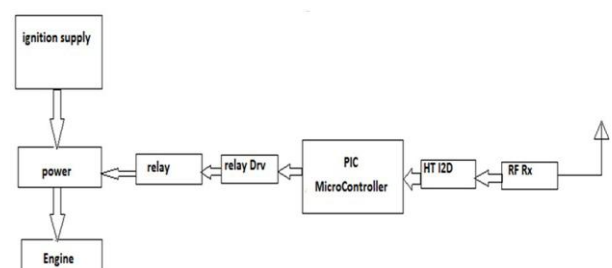 ignition supply
power
relay
relay Drv
PIC
MicroController
HT I2D
RF Rx
Engine